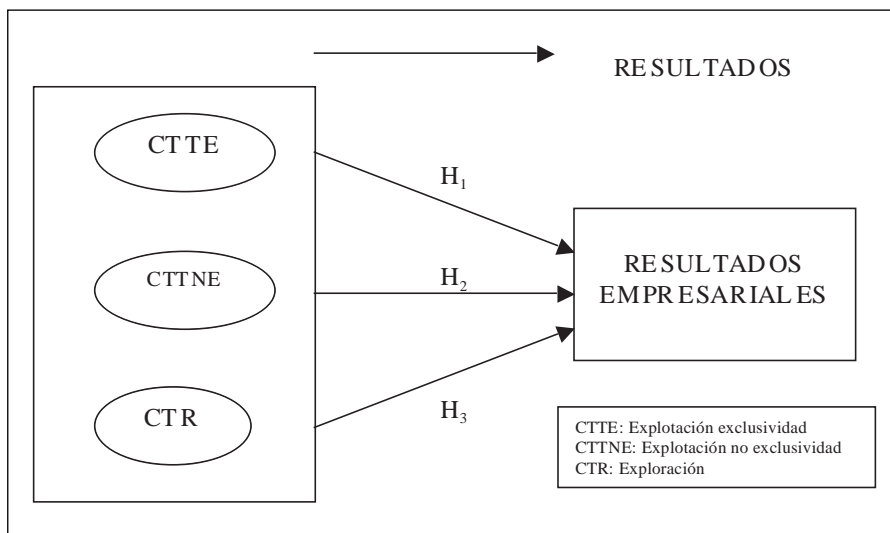 RESULTADOS
CTTE
H₁
CTTNE
H₂
RESULTADOS
EMPRESARIALES
CTR
H₃
CTTE: Explotación exclusividad
CTTNE: Explotación no exclusividad
CTR: Exploración